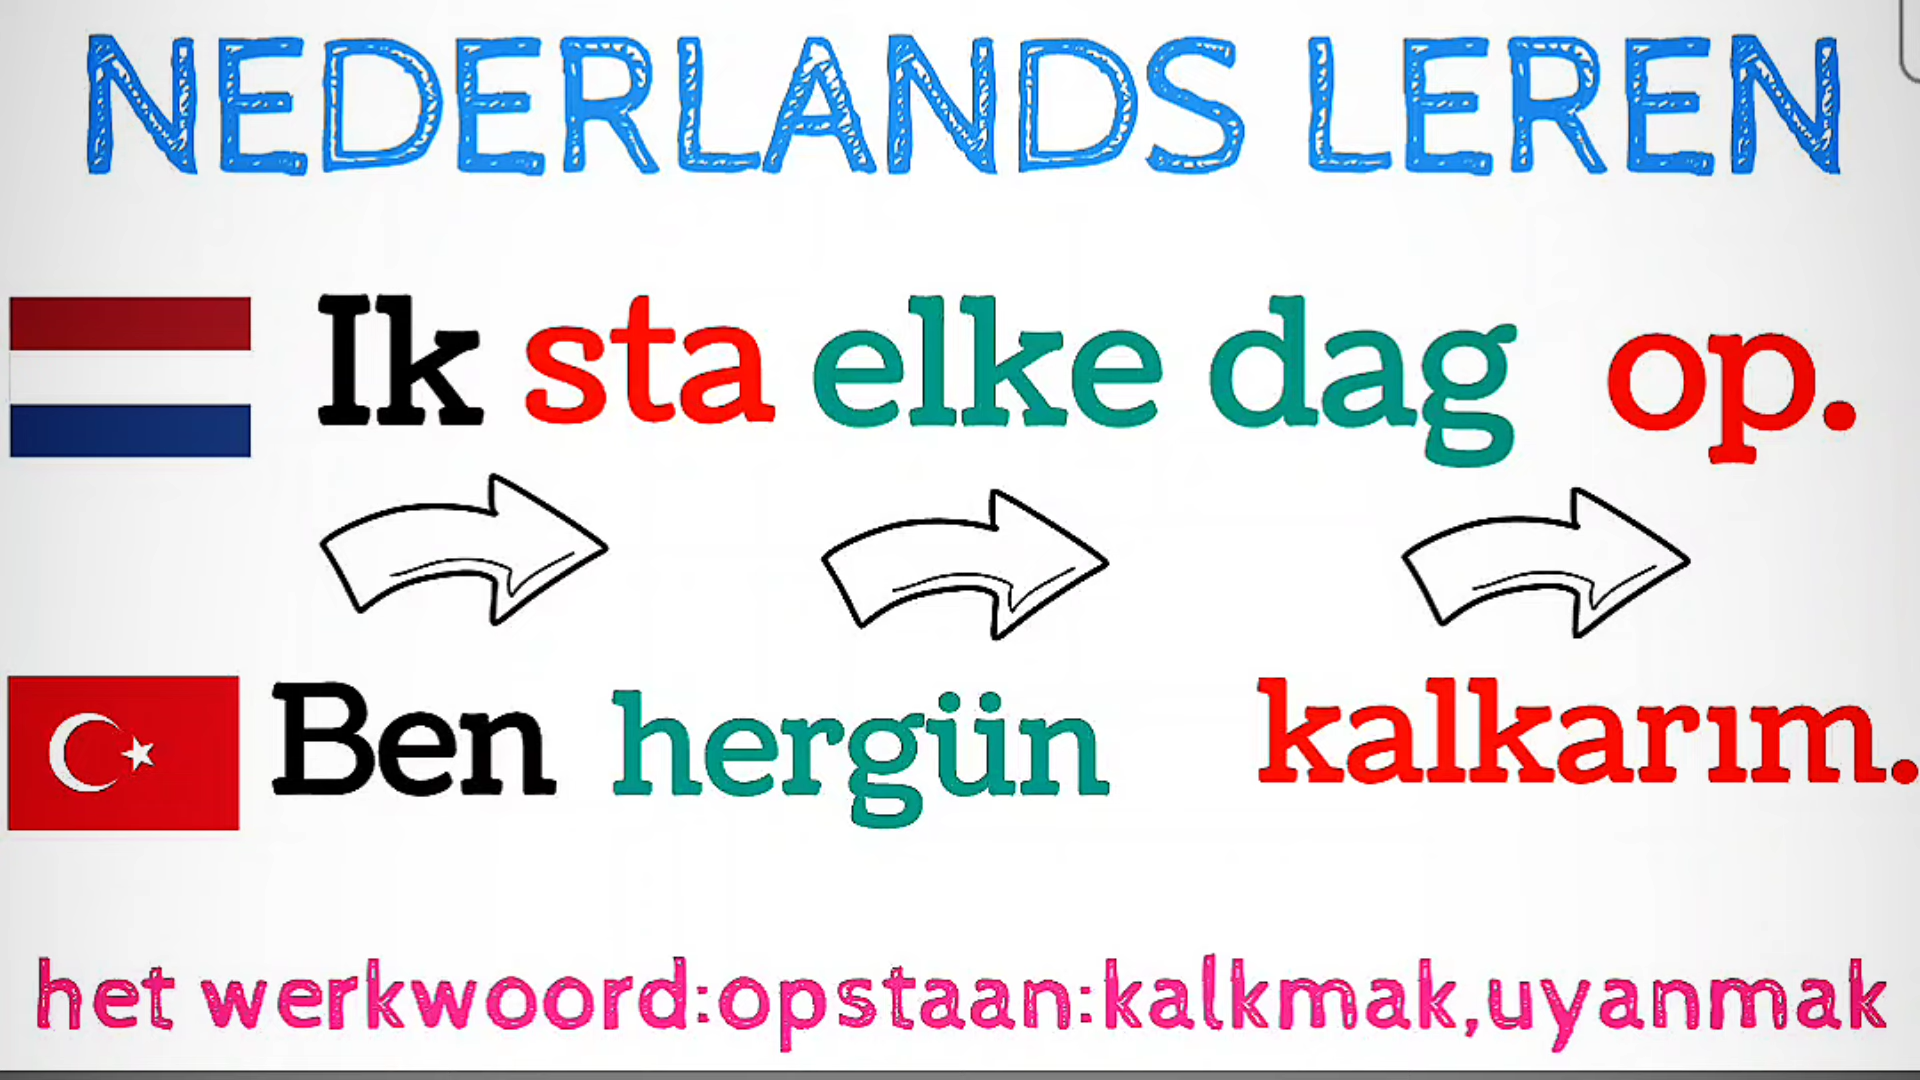 NEDERLANDS LEREN
Ik sta elke dag op.
Ben hergün kalkarım.
het werkwoord:opstaan:kalkmak,uyanmak